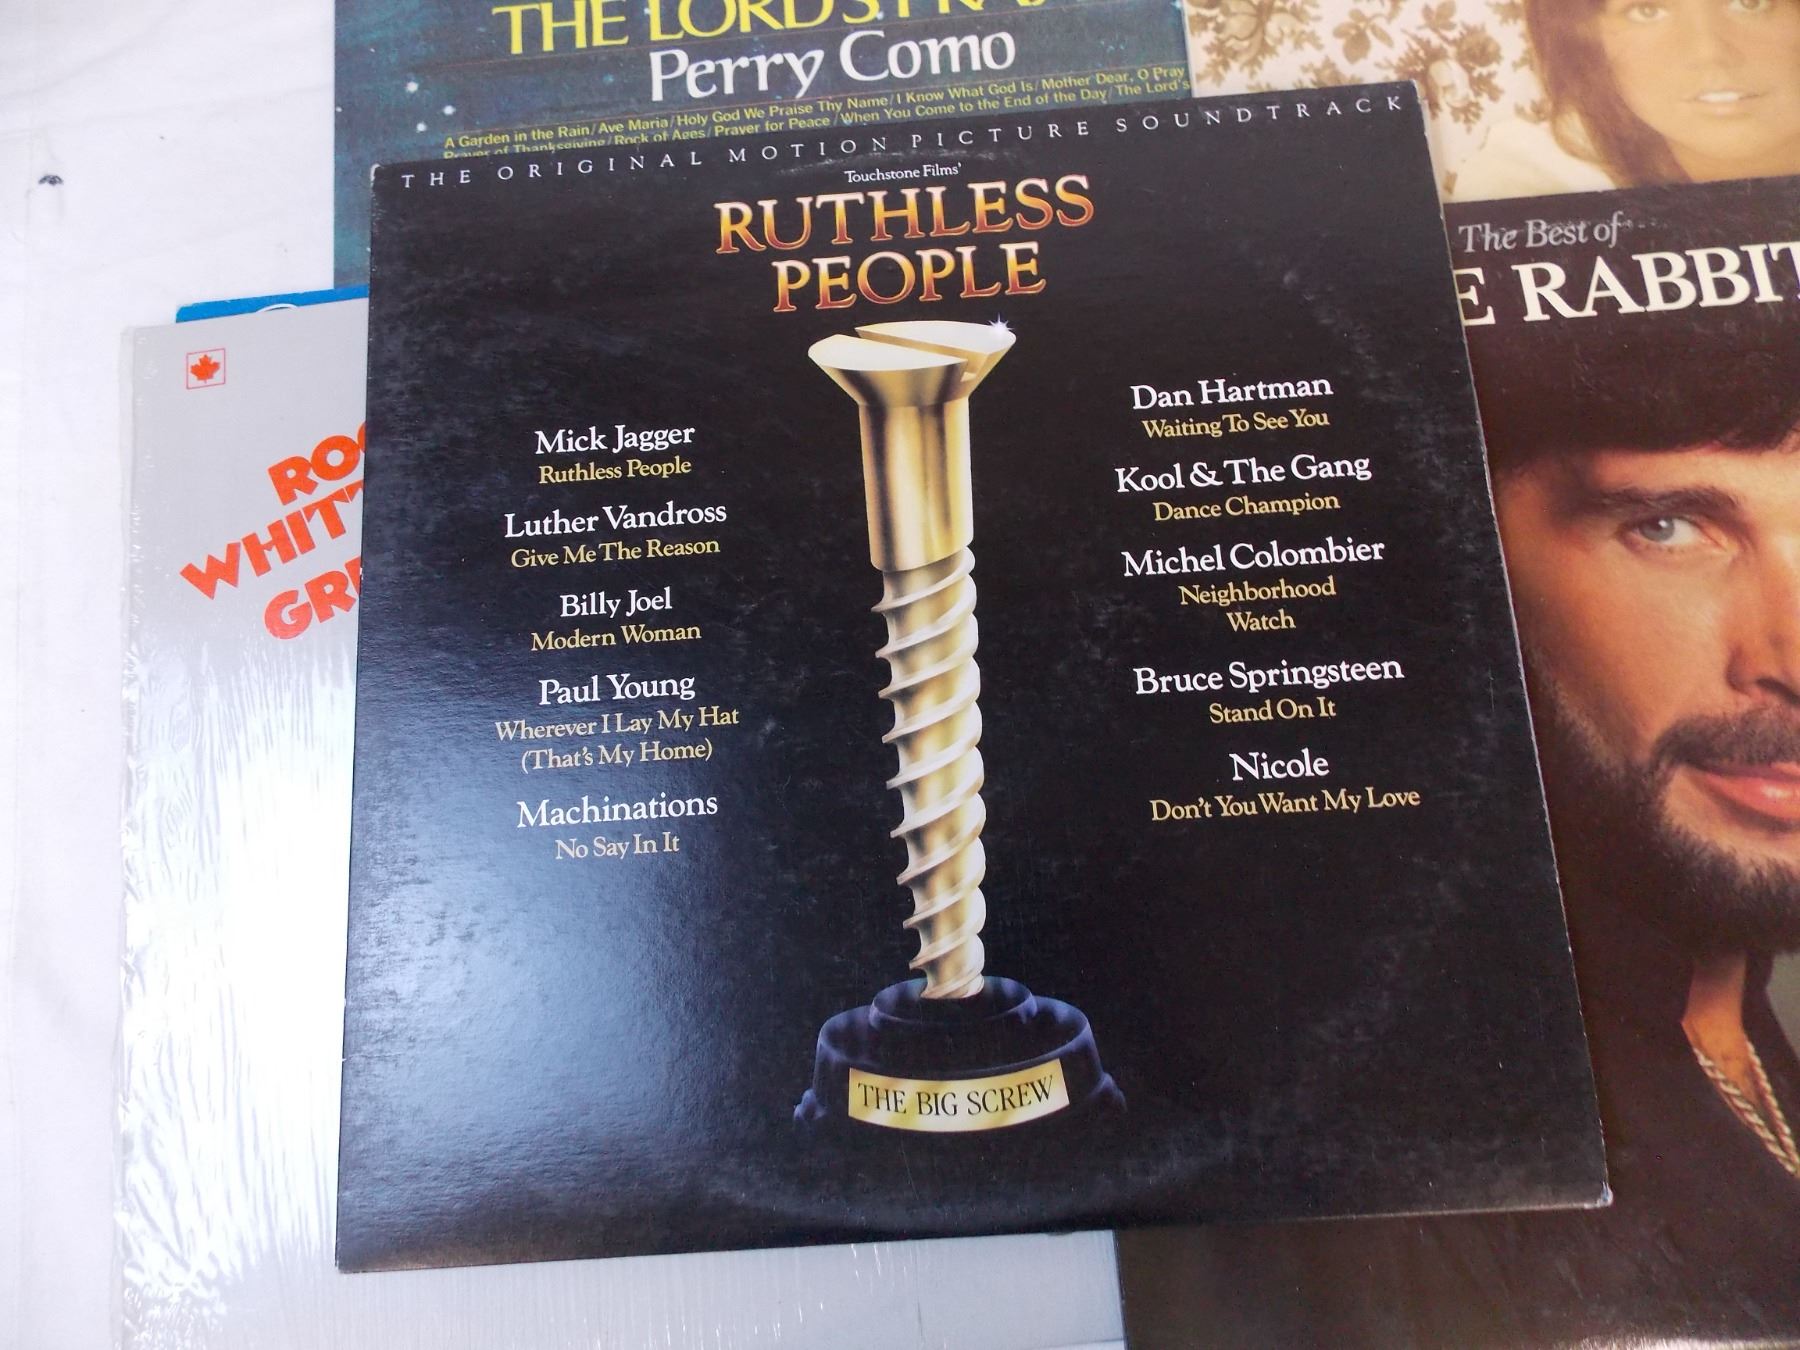 THE LORD'S
Perry Como
A Garden in the Rain/Ave Maria/Holy God We Praise Thy Name/I Know What God Is/Mother Dear, O Pray
Prayer of Thanksgiving/Rock of Ages/Prayer for Peace/When You Come to the End of the Day/The Lord's
THE ORIGINAL MOTION PICTURE SOUNDTRACK
Touchstone Films'
RUTHLESS
PEOPLE
Mick Jagger
Ruthless People
Luther Vandross
Give Me The Reason
Billy Joel
Modern Woman
Paul Young
Wherever I Lay My Hat
(That's My Home)
Machinations
No Say In It
Dan Hartman
Waiting To See You
Kool & The Gang
Dance Champion
Michel Colombier
Neighborhood
Watch
Bruce Springsteen
Stand On It
Nicole
Don't You Want My Love
THE BIG SCREW
The Best of
E RABBIT
ROG
WHITT
GRE